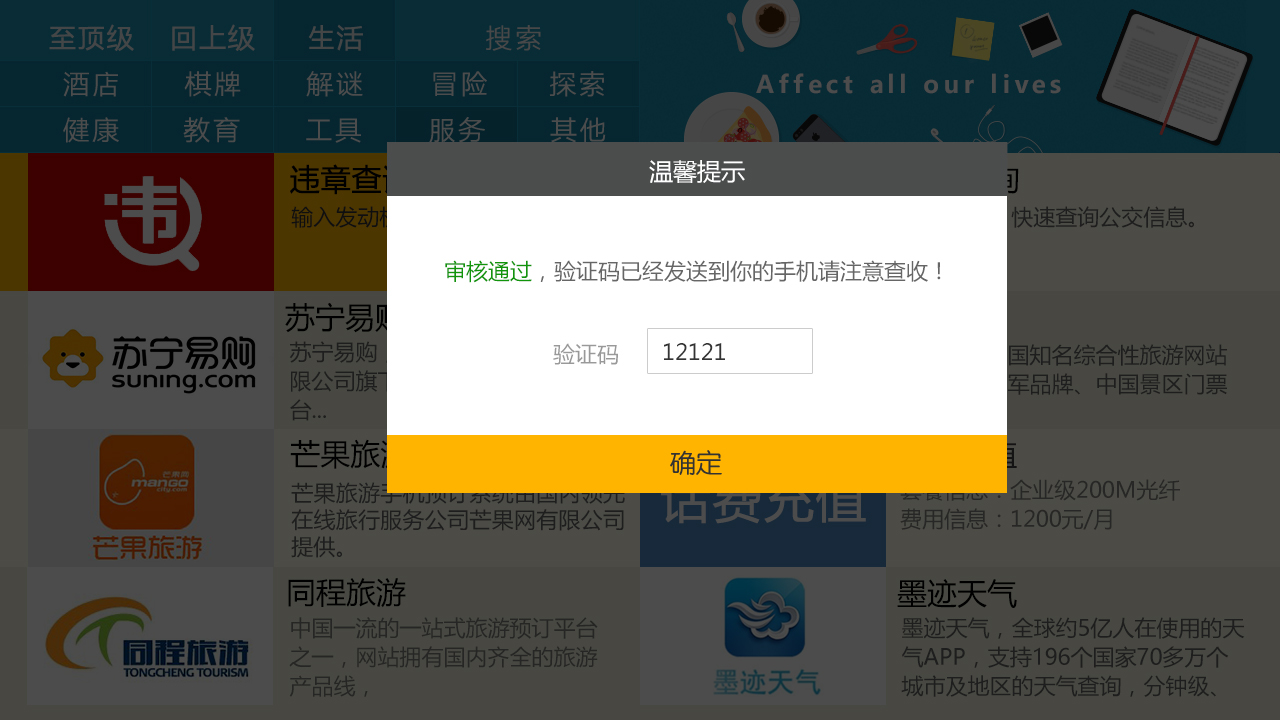 至顶级 回上级 生活 搜索
酒店 棋牌 解谜 冒险 探索
健康 教育 工具 服务 其他
Affect all our lives
温馨提示
审核通过，验证码已经发送到你的手机请注意查收！
验证码 12121
确定
违
违章查
输入发动
询
快速查询公交信息。
苏宁易购
suning.com
苏宁易购
苏宁易购
限公司旗下
台...
国知名综合性旅游网站
军品牌、中国景区门票
芒果网
mango
city.com
芒果旅游
芒果旅游
芒果旅游手机预订系统由国内领先
在线旅行服务公司芒果网有限公司
提供。
话费充值
值
套餐信息：企业级200M光纤
费用信息：1200元/月
同程旅游
TONGCHENG TOURISM
同程旅游
中国一流的一站式旅游预订平台
之一，网站拥有国内齐全的旅游
产品线，
墨迹天气
墨迹天气
墨迹天气，全球约5亿人在使用的天
气APP，支持196个国家70多万个
城市及地区的天气查询，分钟级、